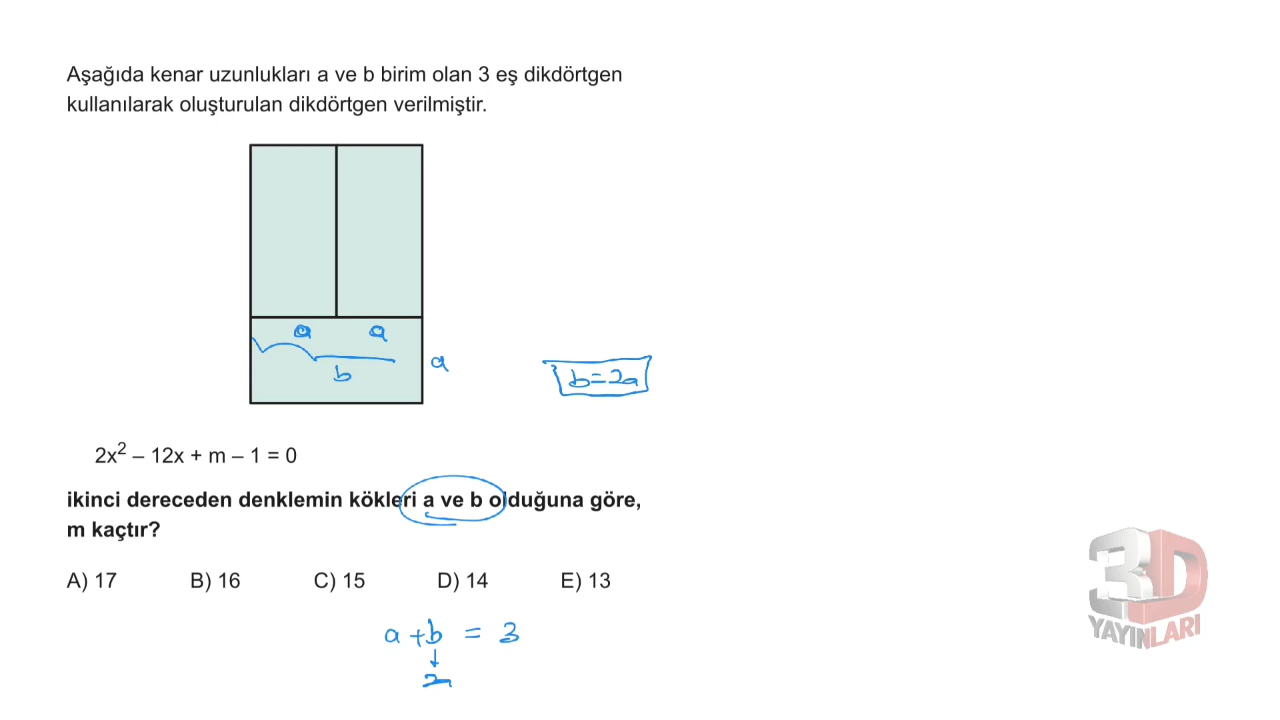 Aşağıda kenar uzunlukları a ve b birim olan 3 eş dikdörtgen
kullanılarak oluşturulan dikdörtgen verilmiştir.
a a
b
a
b=2a
2x² – 12x + m – 1 = 0
ikinci dereceden denklemin kökleri a ve b olduğuna göre,
m kaçtır?
A) 17 B) 16 C) 15 D) 14 E) 13
a + b = 3
2
3D
YAYINLARI